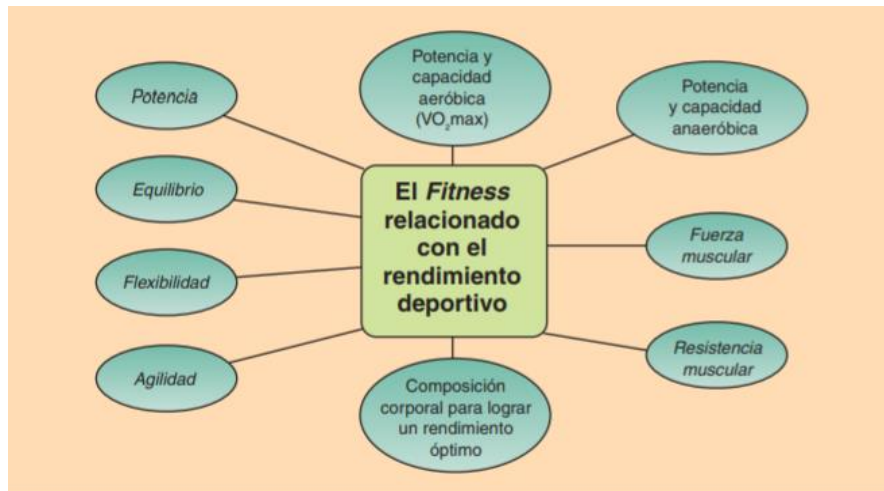 Potencia y
capacidad
aeróbica
(VO₂max)
Potencia
Potencia
y capacidad
anaeróbica
El Fitness
relacionado
con el
rendimiento
deportivo
Equilibrio
Fuerza
muscular
Flexibilidad
Resistencia
muscular
Agilidad
Composición
corporal para lograr
un rendimiento
óptimo